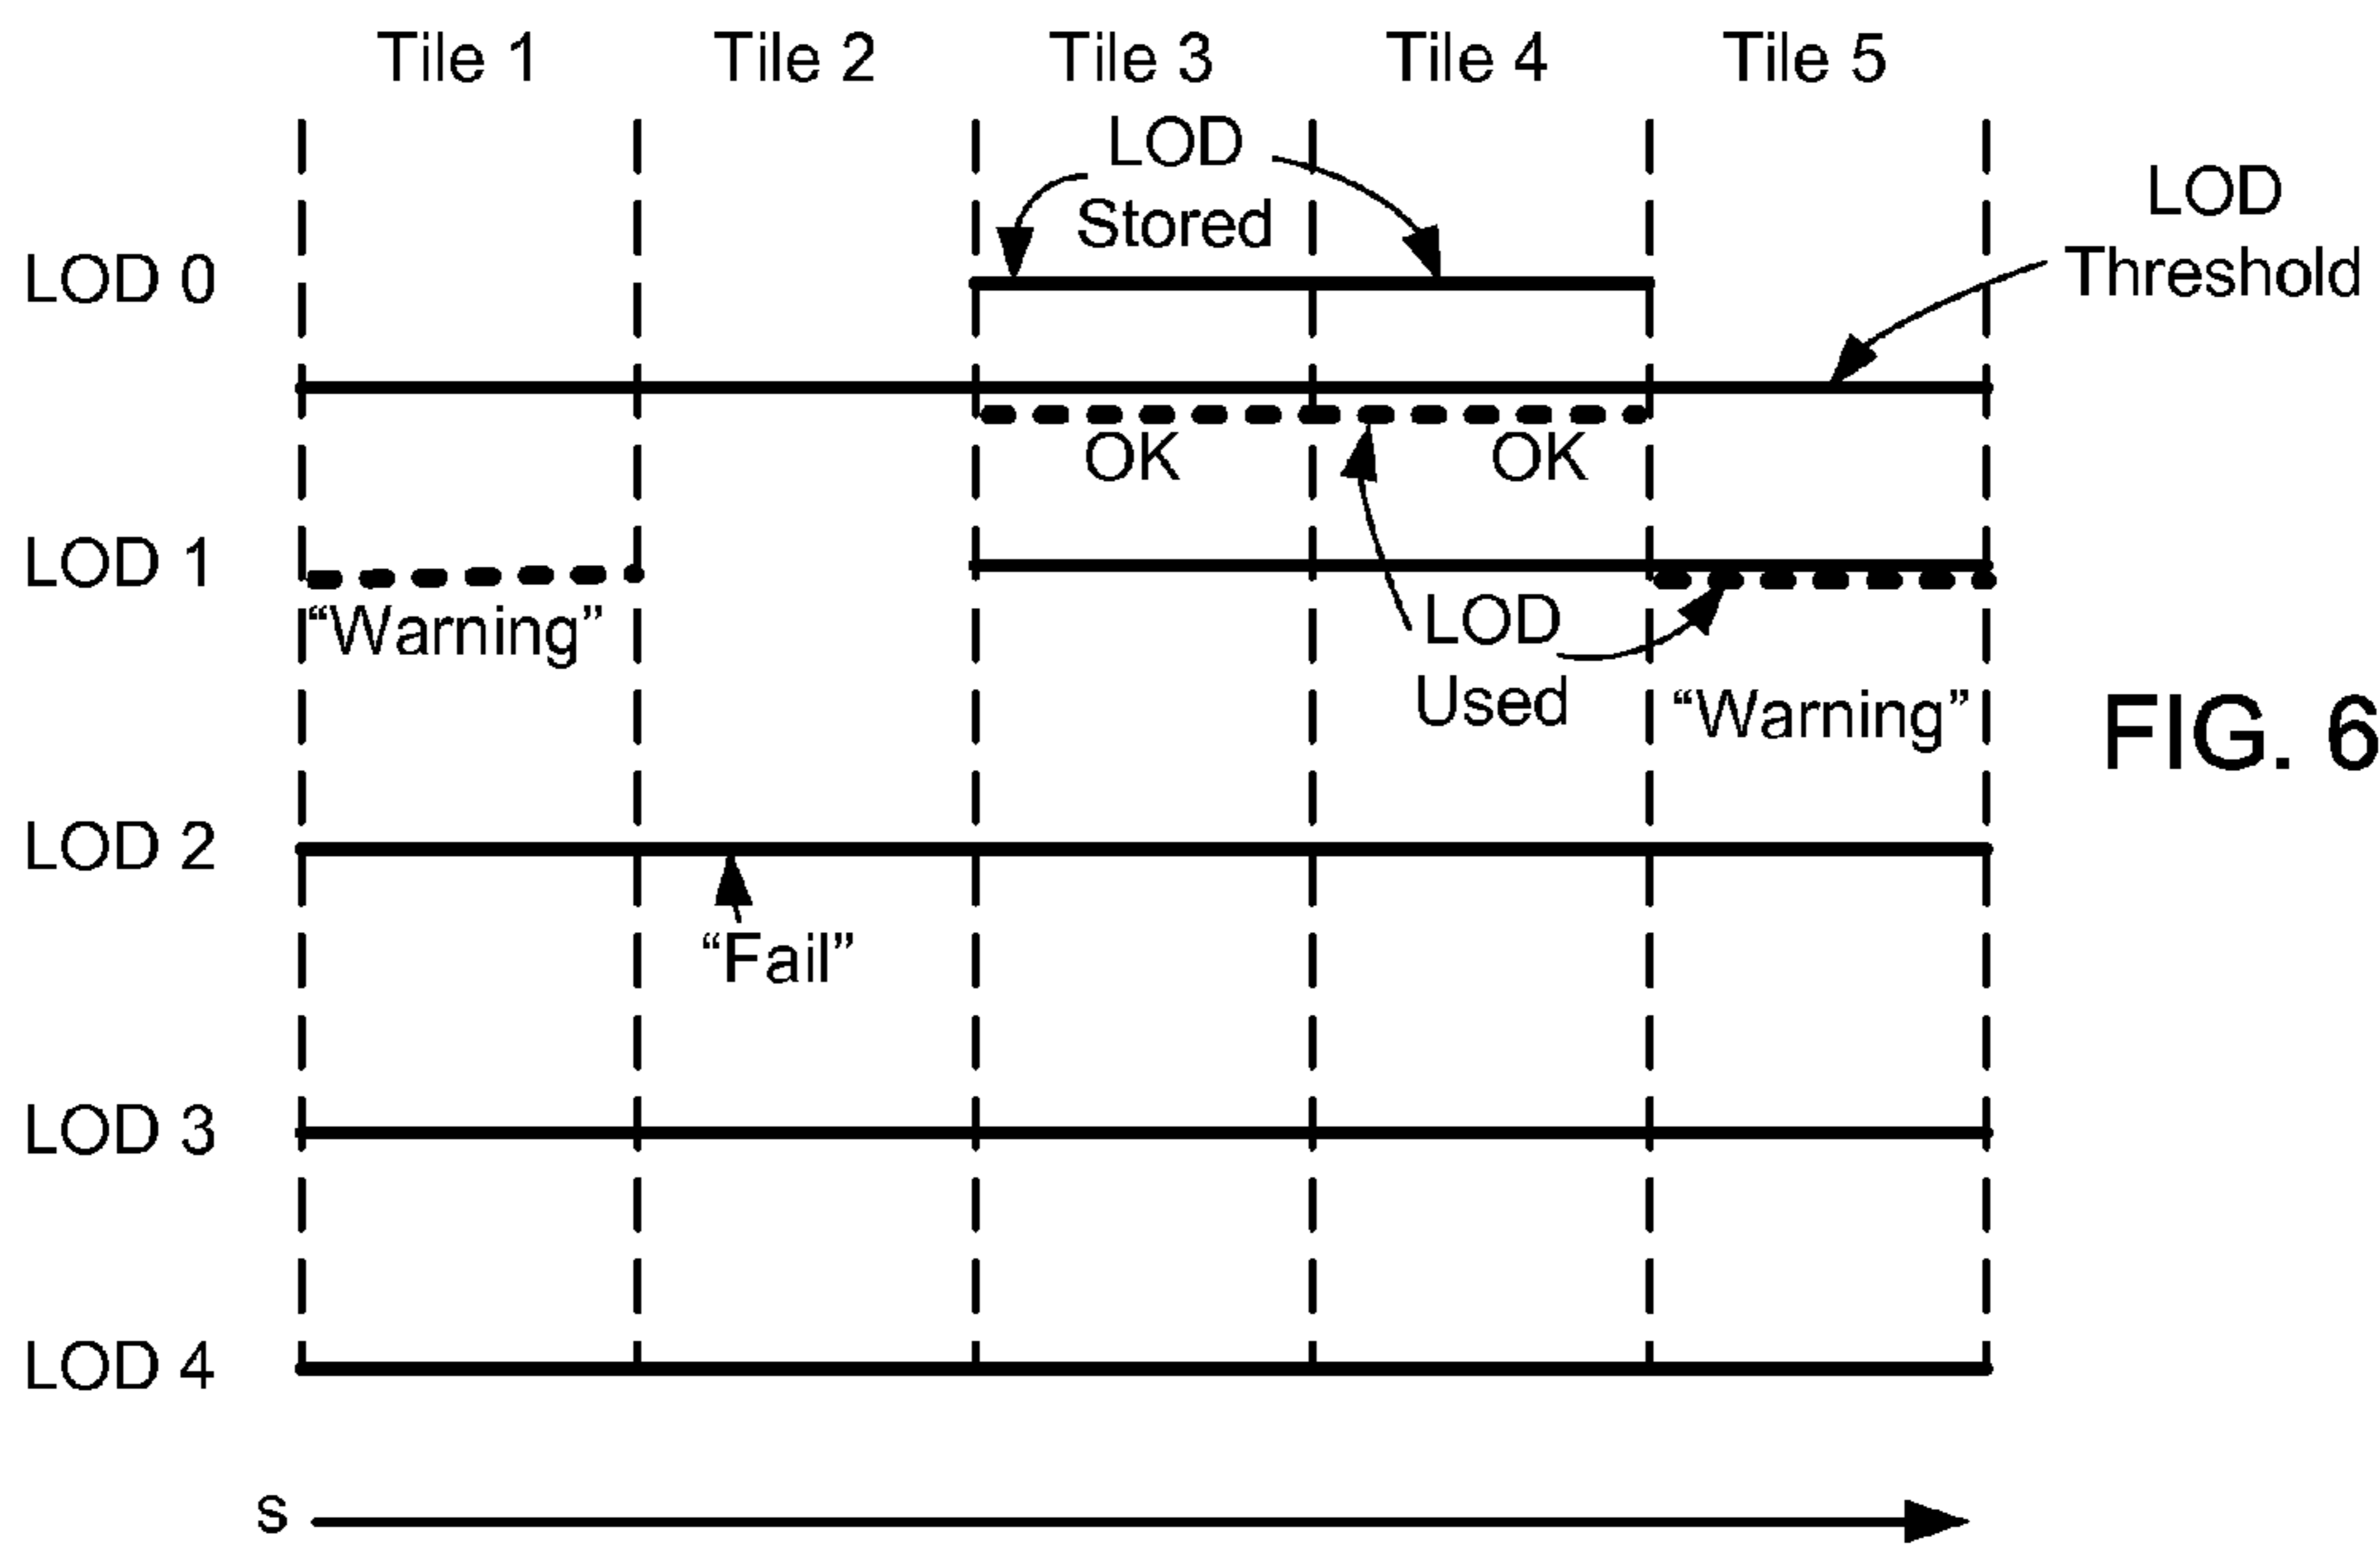 Tile 1
Tile 2
Tile 3
Tile 4
Tile 5
LOD
Stored
LOD
Threshold
LOD 0
OK
OK
LOD 1
“Warning”
LOD
Used
“Warning”
FIG. 6
LOD 2
“Fail”
LOD 3
LOD 4
s